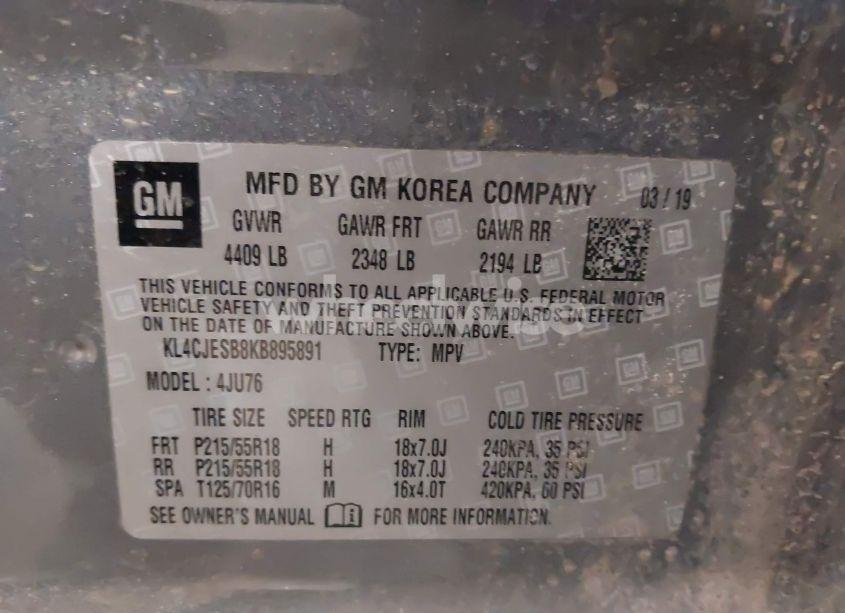 GM
MFD BY GM KOREA COMPANY 03 / 19
GVWR GAWR FRT GAWR RR
4409 LB 2348 LB 2194 LB
THIS VEHICLE CONFORMS TO ALL APPLICABLE U.S. FEDERAL MOTOR
VEHICLE SAFETY AND THEFT PREVENTION STANDARDS IN EFFECT
ON THE DATE OF MANUFACTURE SHOWN ABOVE.
KL4CJESB8KB895891 TYPE: MPV
MODEL : 4JU76
TIRE SIZE SPEED RTG RIM COLD TIRE PRESSURE
FRT P215/55R18 H 18x7.0J 240KPA, 35 PSI
RR P215/55R18 H 18x7.0J 240KPA, 35 PSI
SPA T125/70R16 M 16x4.0T 420KPA, 60 PSI
SEE OWNER'S MANUAL FOR MORE INFORMATION.